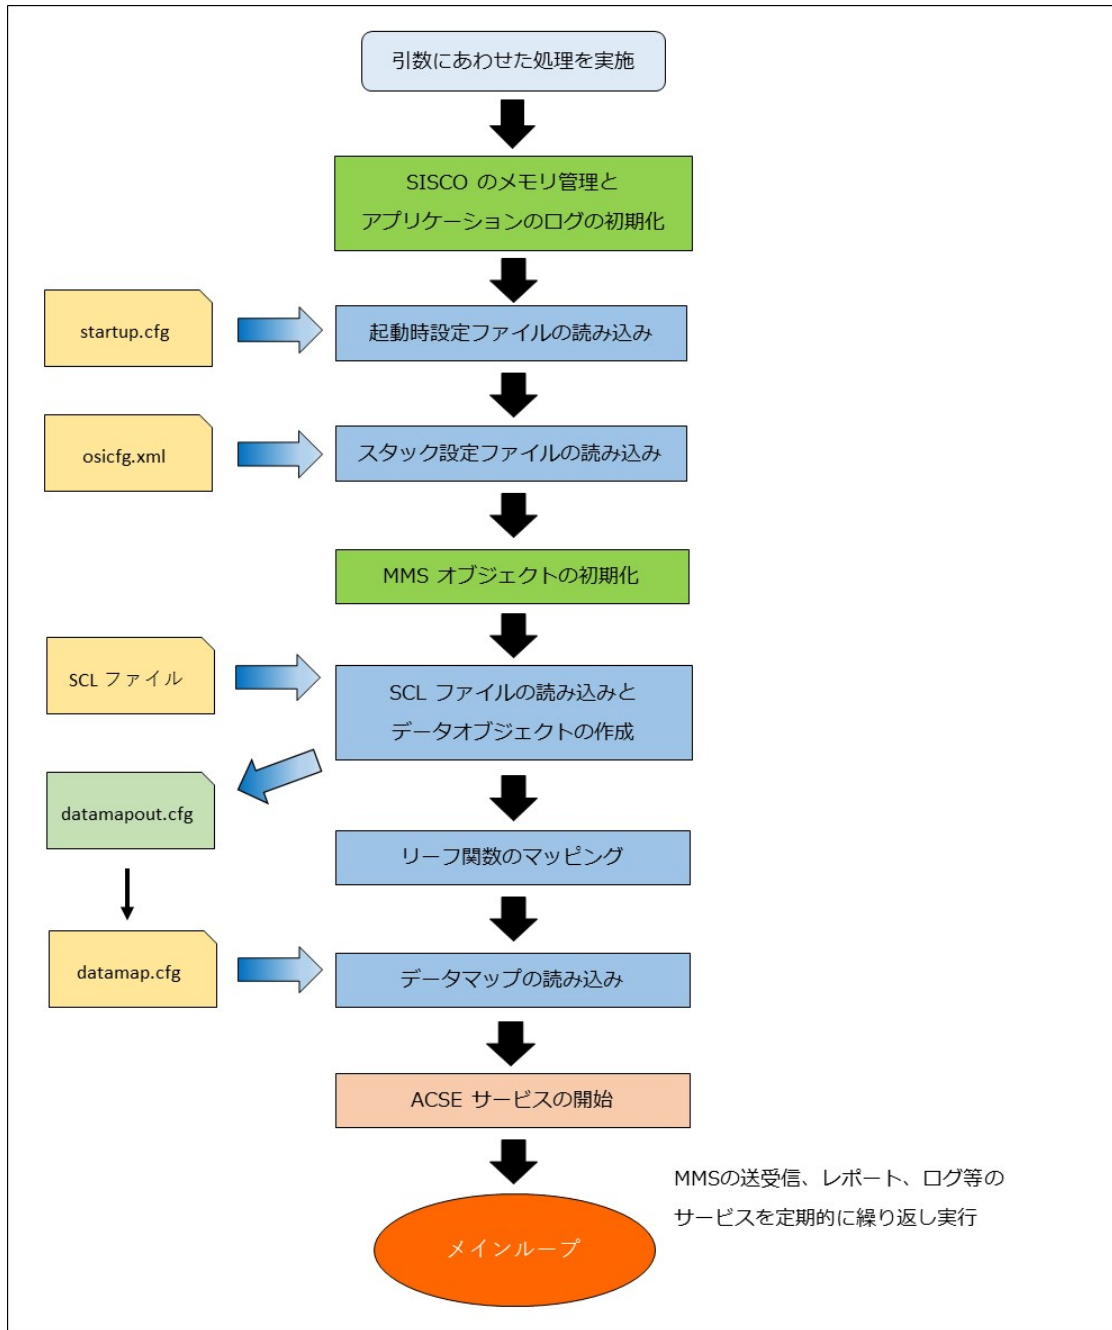 引数にあわせた処理を実施
SISCO のメモリ管理と
アプリケーションのログの初期化
startup.cfg
起動時設定ファイルの読み込み
osicfg.xml
スタック設定ファイルの読み込み
MMS オブジェクトの初期化
SCL ファイル
SCL ファイルの読み込みと
データオブジェクトの作成
datamapout.cfg
リーフ関数のマッピング
datamap.cfg
データマップの読み込み
ACSE サービスの開始
MMSの送受信、レポート、ログ等の
サービスを定期的に繰り返し実行
メインループ